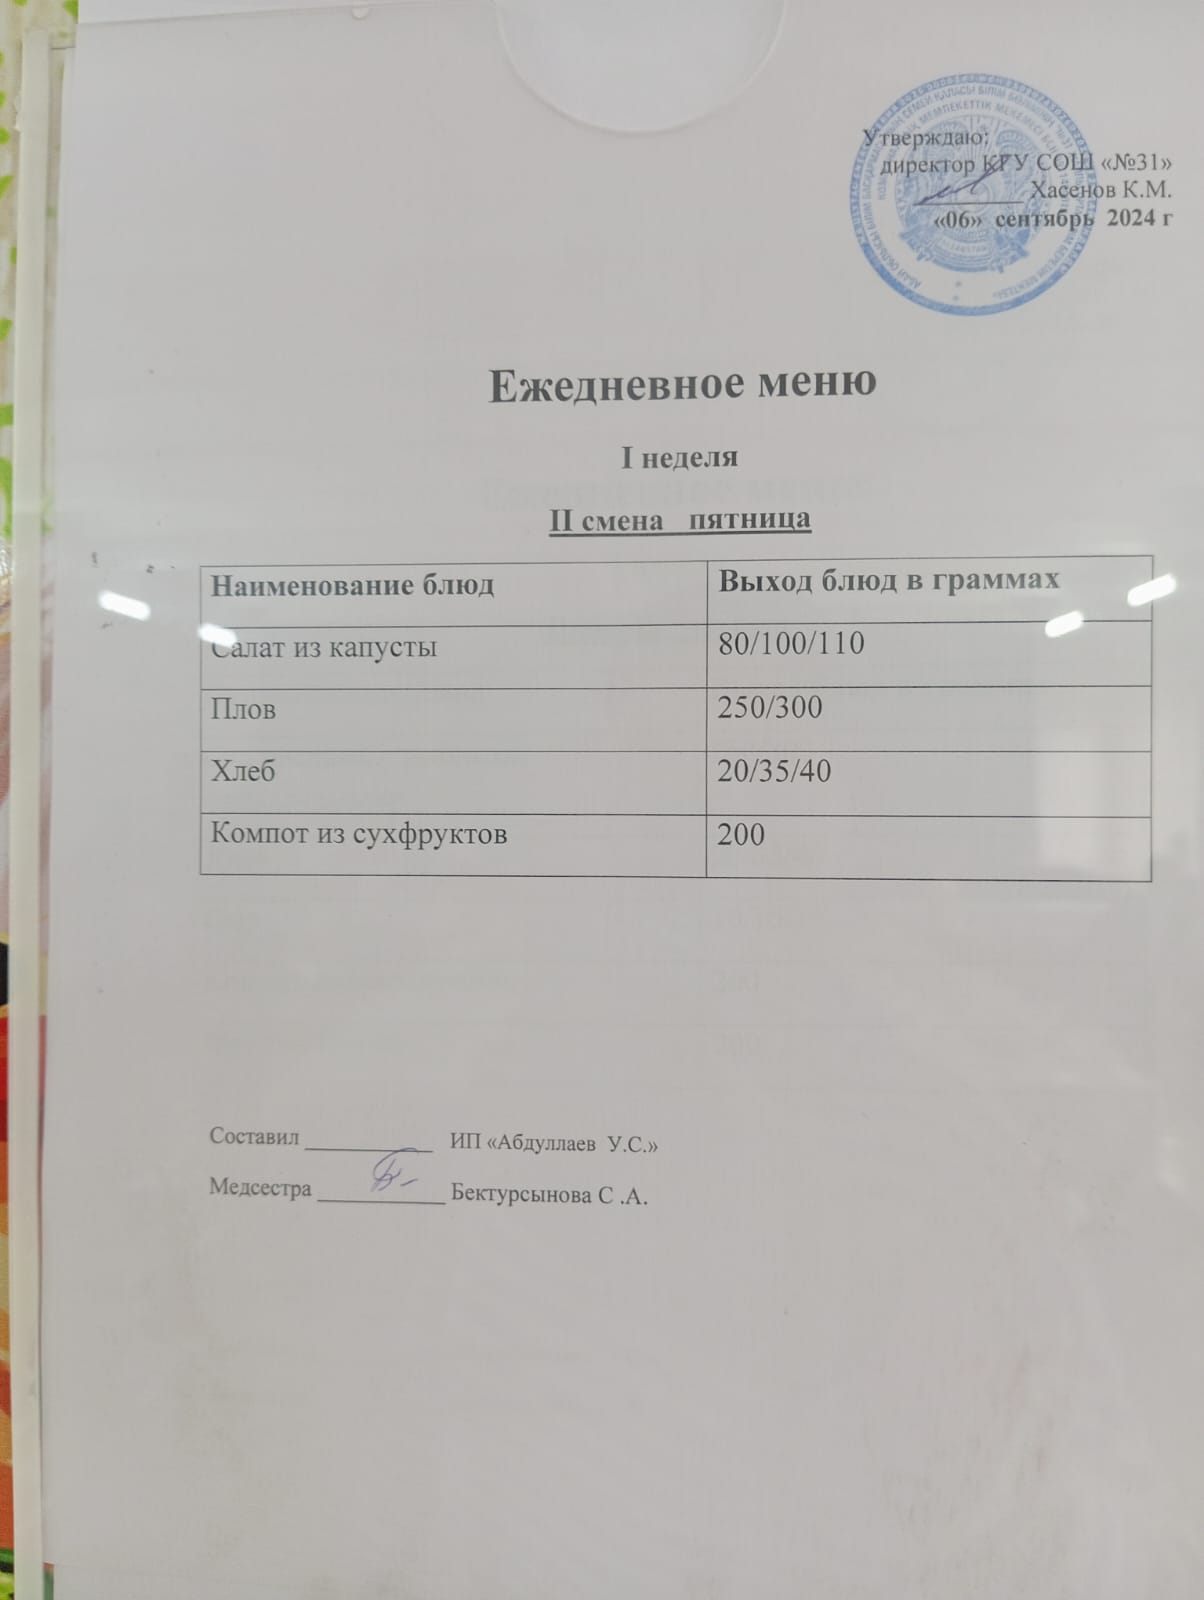 Утверждаю:
директор КГУ СОШ «№31»
Хасенов К.М.
«06» сентябрь 2024 г
Ежедневное меню
I неделя
II смена пятница
Наименование блюд Выход блюд в граммах
Салат из капусты 80/100/110
Плов 250/300
Хлеб 20/35/40
Компот из сухфруктов 200
Составил ИП «Абдуллаев У.С.»
Медсестра Бектурсынова С .А.